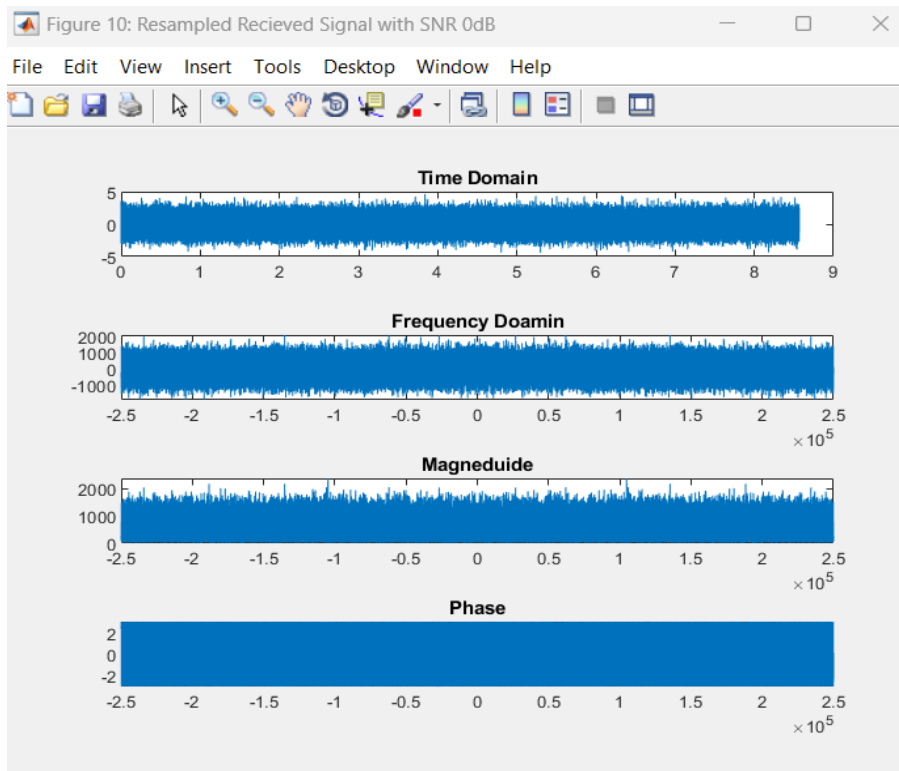 Figure 10: Resampled Recieved Signal with SNR 0dB
File Edit View Insert Tools Desktop Window Help
Time Domain
5
0
-5
0 1 2 3 4 5 6 7 8 9
Frequency Doamin
2000
1000
0
-1000
-2.5 -2 -1.5 -1 -0.5 0 0.5 1 1.5 2 2.5
×10^5
Magneduide
2000
1000
0
-2.5 -2 -1.5 -1 -0.5 0 0.5 1 1.5 2 2.5
×10^5
Phase
2
0
-2
-2.5 -2 -1.5 -1 -0.5 0 0.5 1 1.5 2 2.5
×10^5